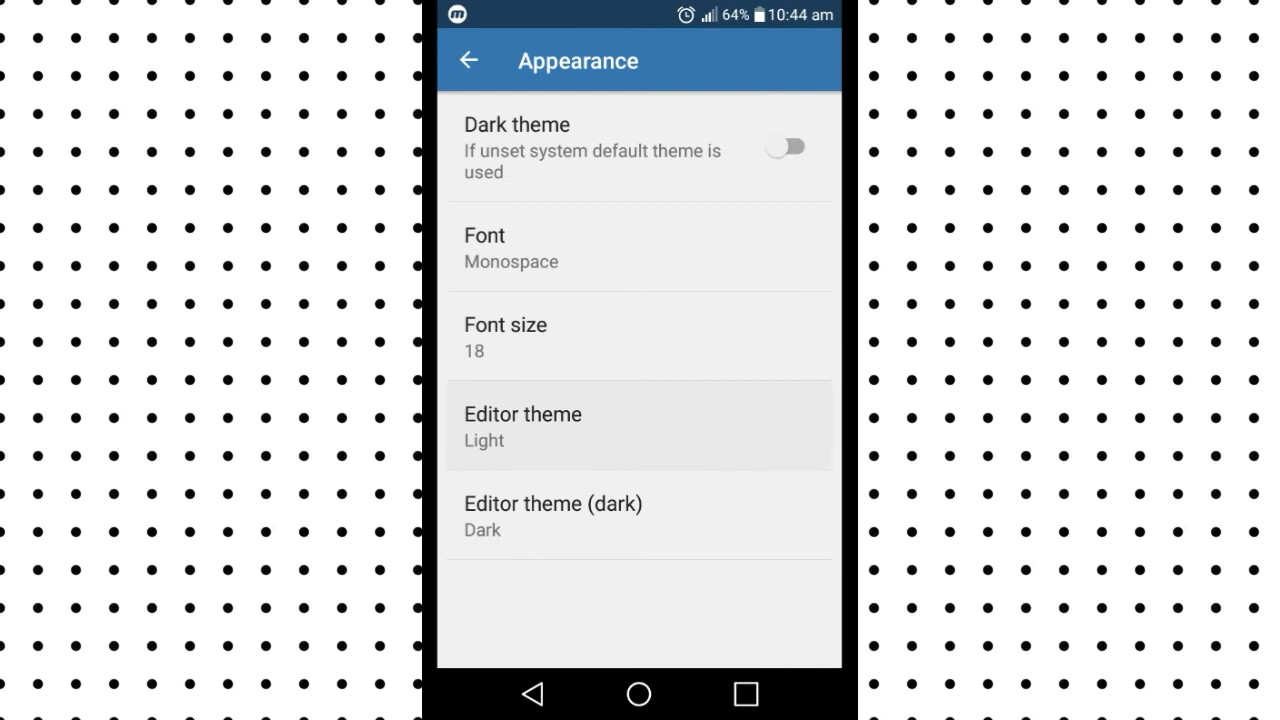 m 64% 10:44 am
Appearance
Dark theme
If unset system default theme is
used
Font
Monospace
Font size
18
Editor theme
Light
Editor theme (dark)
Dark